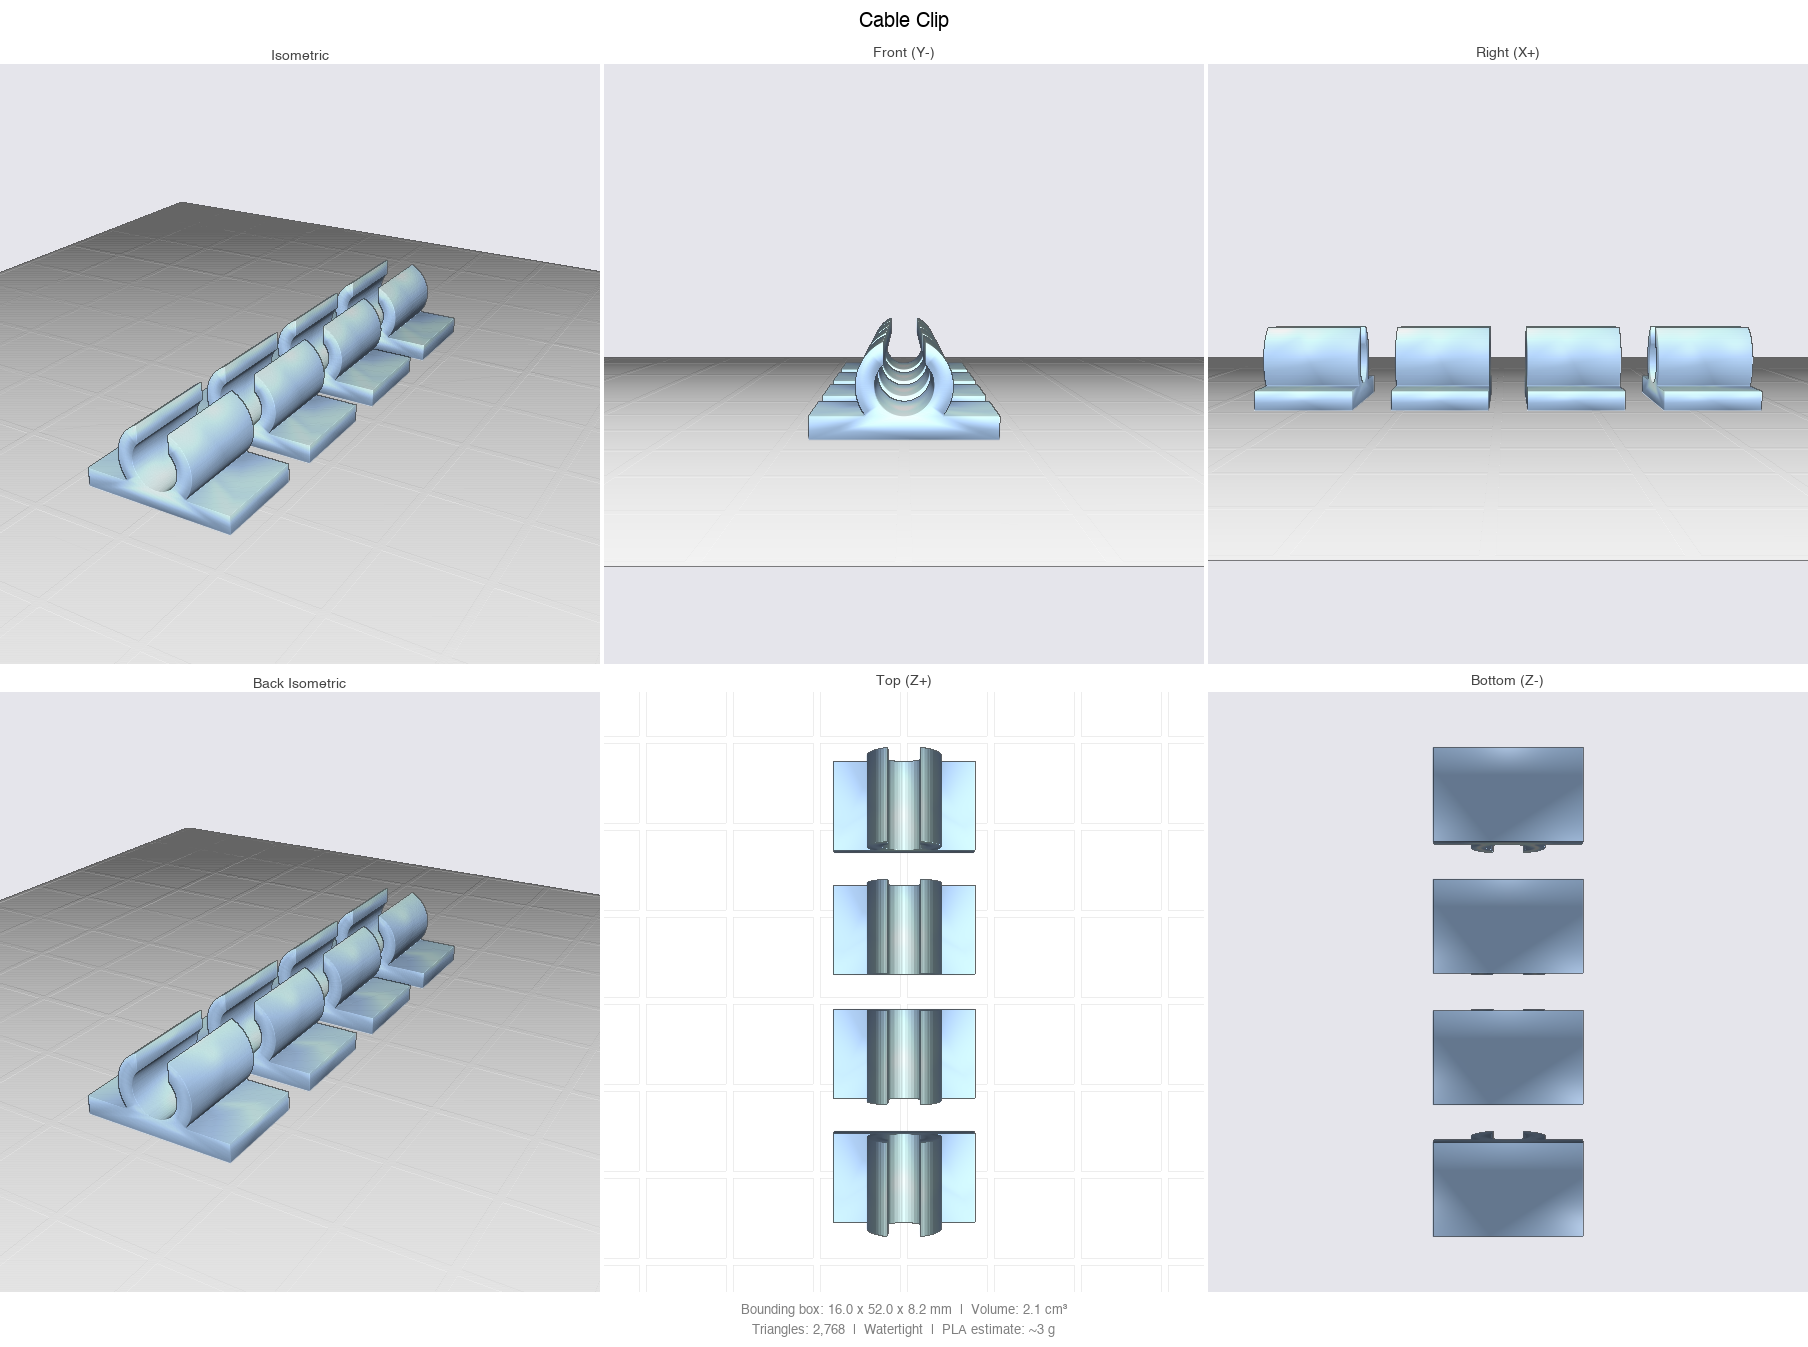 Cable Clip
Isometric
Front (Y-)
Right (X+)
Back Isometric
Top (Z+)
Bottom (Z-)
Bounding box: 16.0 x 52.0 x 8.2 mm | Volume: 2.1 cm³
Triangles: 2,768 | Watertight | PLA estimate: ~3 g